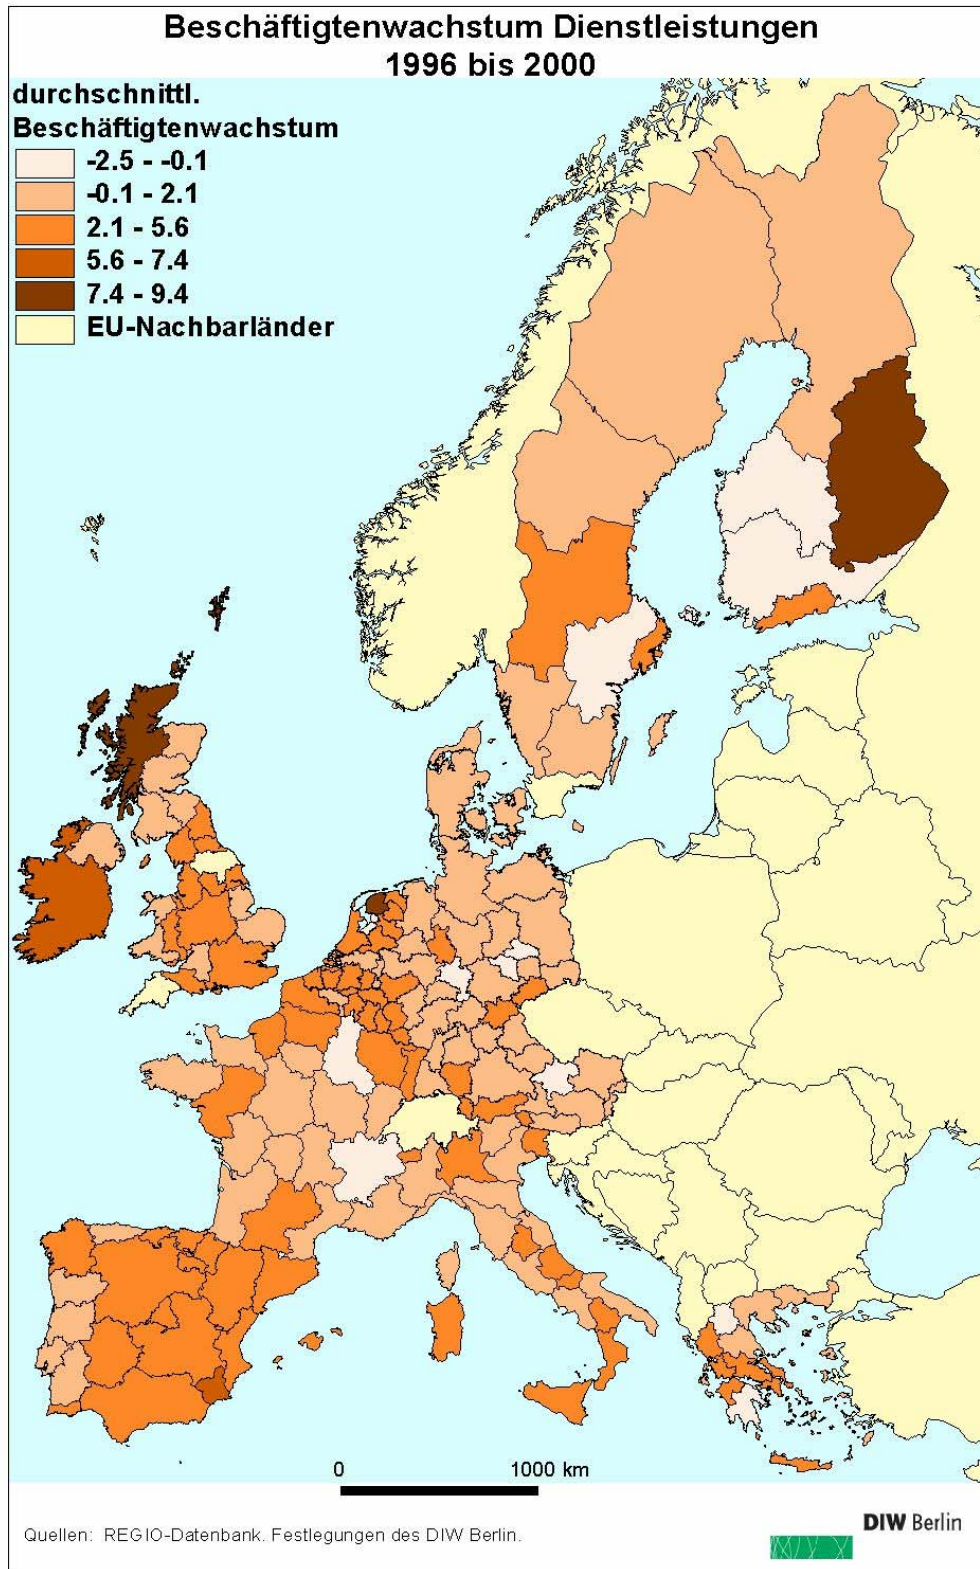 Beschäftigtenwachstum Dienstleistungen
1996 bis 2000
durchschnittl.
Beschäftigtenwachstum
-2.5 - -0.1
-0.1 - 2.1
2.1 - 5.6
5.6 - 7.4
7.4 - 9.4
EU-Nachbarländer
0 1000 km
Quellen: REGIO-Datenbank. Festlegungen des DIW Berlin.
DIW Berlin